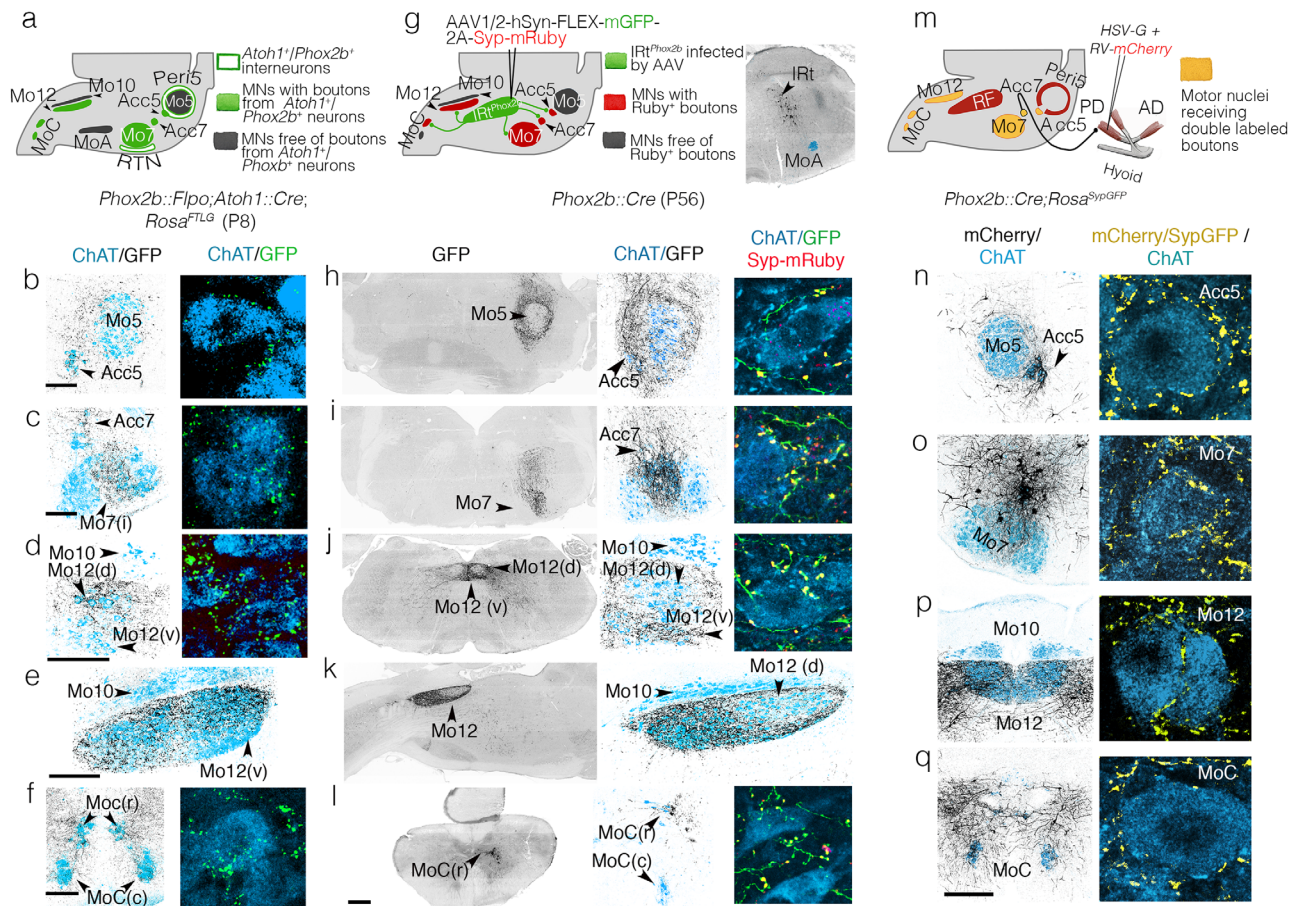 a
Atoh1+/Phox2b+
interneurons
MNs with boutons
from Atoh1+/
Phox2b+ neurons
MNs free of boutons
from Atoh1+/
Phoxb+ neurons
Mo12
Mo10
Peri5
Acc5
Mo5
MoC
MoA
Mo7
Acc7
RTN
Phox2b::Flpo;Atoh1::Cre;
RosaFTLG (P8)
ChAT/GFP
ChAT/GFP
b
Mo5
Acc5
c
Acc7
Mo7(i)
d
Mo10
Mo12(d)
Mo12(v)
e
Mo10
Mo12(v)
f
Moc(r)
MoC(c)
g
AAV1/2-hSyn-FLEX-mGFP-
2A-Syp-mRuby
IRtPhox2b infected
by AAV
MNs with
Ruby+ boutons
MNs free of
Ruby+ boutons
Mo12
Mo10
Acc5
Mo5
IRtPhox2b
MoC
Mo7
Acc7
MoA
IRt
MoA
Phox2b::Cre (P56)
GFP
ChAT/GFP
ChAT/GFP
Syp-mRuby
h
Mo5
Acc5
i
Mo7
Acc7
j
Mo12(d)
Mo12 (v)
Mo10
Mo12(d)
Mo12(v)
k
Mo12
Mo12 (d)
Mo10
l
MoC(r)
MoC(r)
MoC(c)
m
HSV-G +
RV-mCherry
Mo12
Acc7
Peri5
RF
PD
AD
MoC
Mo7
Acc5
Hyoid
Motor nuclei
receiving
double labeled
boutons
Phox2b::Cre;RosaSypGFP
mCherry/
ChAT
mCherry/SypGFP /
ChAT
n
Mo5
Acc5
Acc5
o
Mo7
Mo7
p
Mo10
Mo12
Mo12
q
MoC
MoC